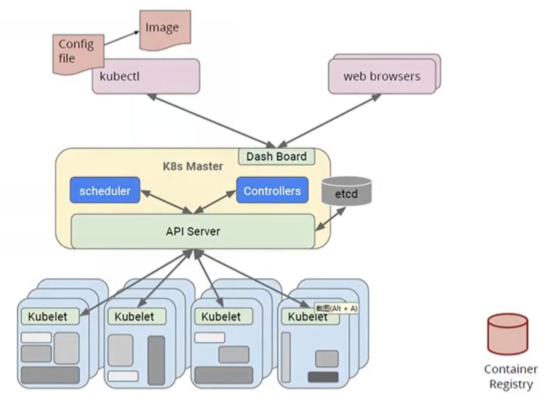 Image
Config
file
kubectl
web browsers
Dash Board
K8s Master
scheduler
Controllers
etcd
API Server
截图(Alt + A)
Kubelet
Kubelet
Kubelet
Kubelet
Container
Registry